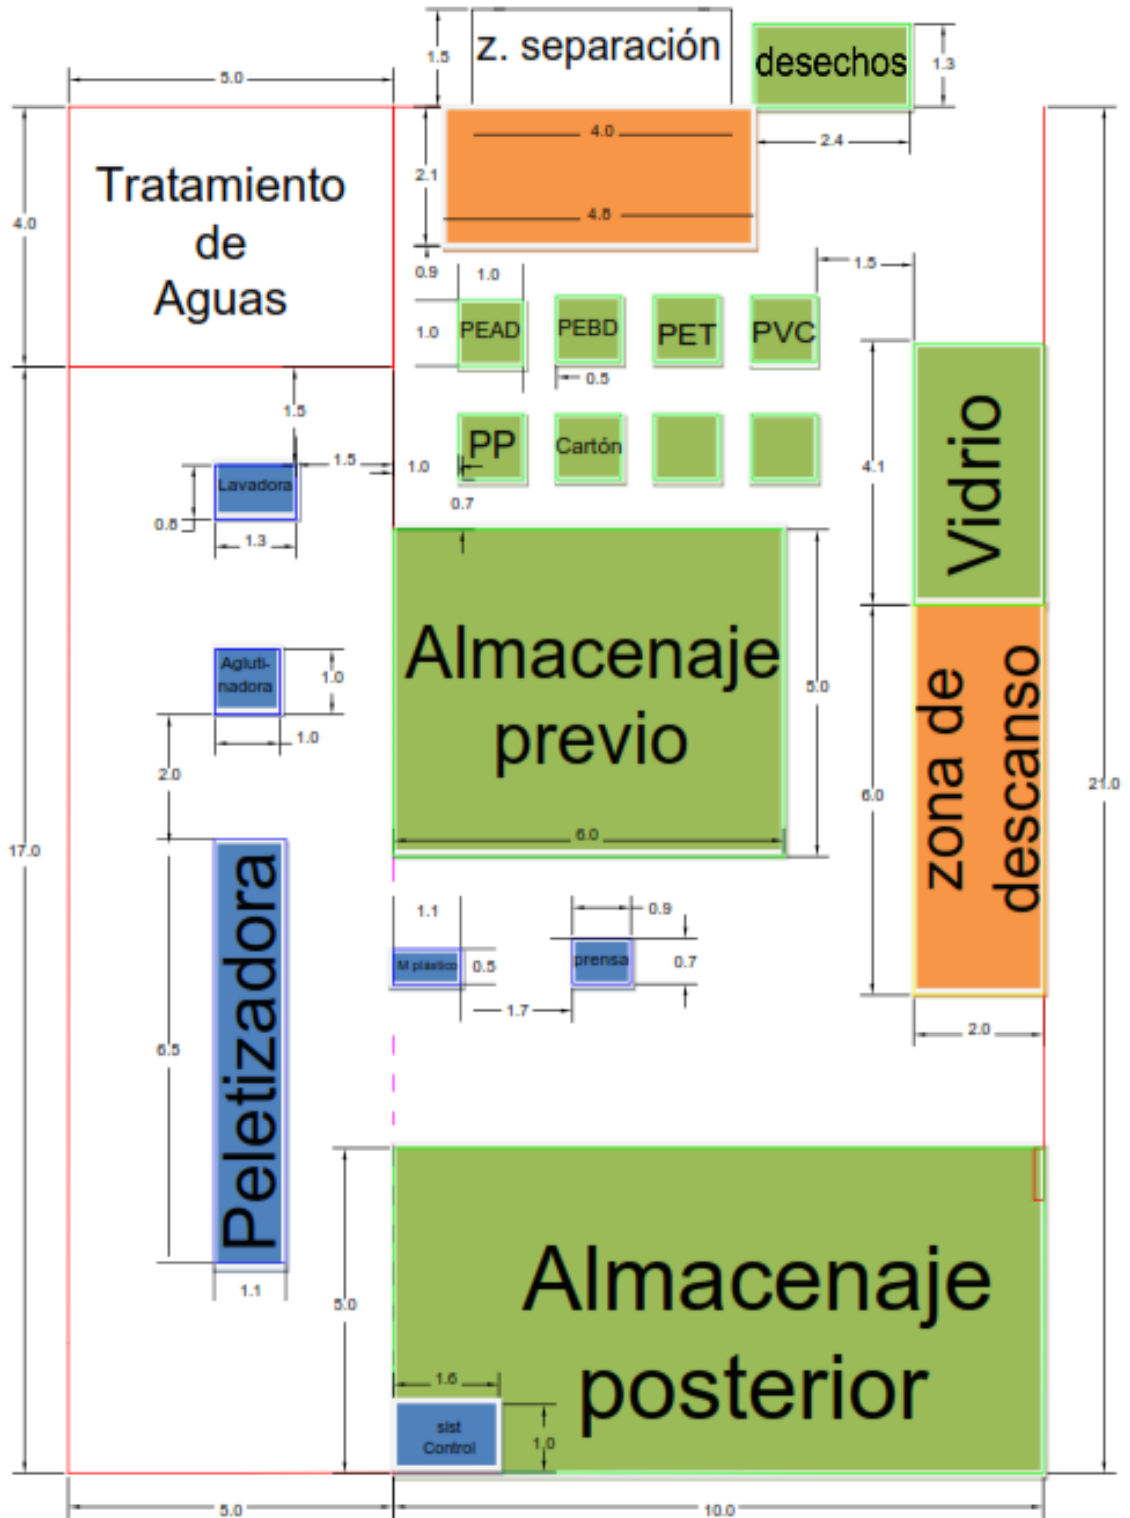 z. separación
desechos
1.5
1.3
5.0
4.0
2.4
2.1
4.8
Tratamiento
de
Aguas
4.0
0.9
1.0
1.5
1.0
PEAD
PEBD
PET
PVC
0.5
1.5
PP
Cartón
1.5
1.0
0.7
4.1
Vidrio
Lavadora
0.8
1.3
Almacenaje
previo
5.0
6.0
Agluti-
nadora
1.0
1.0
2.0
17.0
zona de
descanso
6.0
21.0
Peletizadora
6.5
1.1
1.1
M plástico
0.5
0.9
prensa
0.7
1.7
2.0
Almacenaje
posterior
5.0
1.6
sist
Control
1.0
5.0
10.0